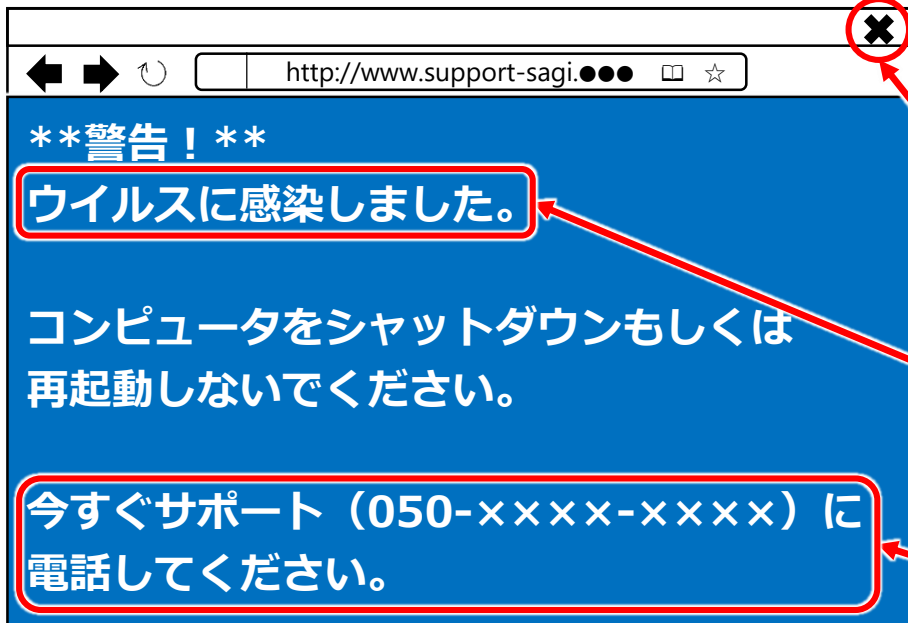 http://www.support-sagi.●●●
**警告！**
ウイルスに感染しました。
コンピュータをシャットダウンもしくは
再起動しないでください。
今すぐサポート（050-××××-××××）に
電話してください。